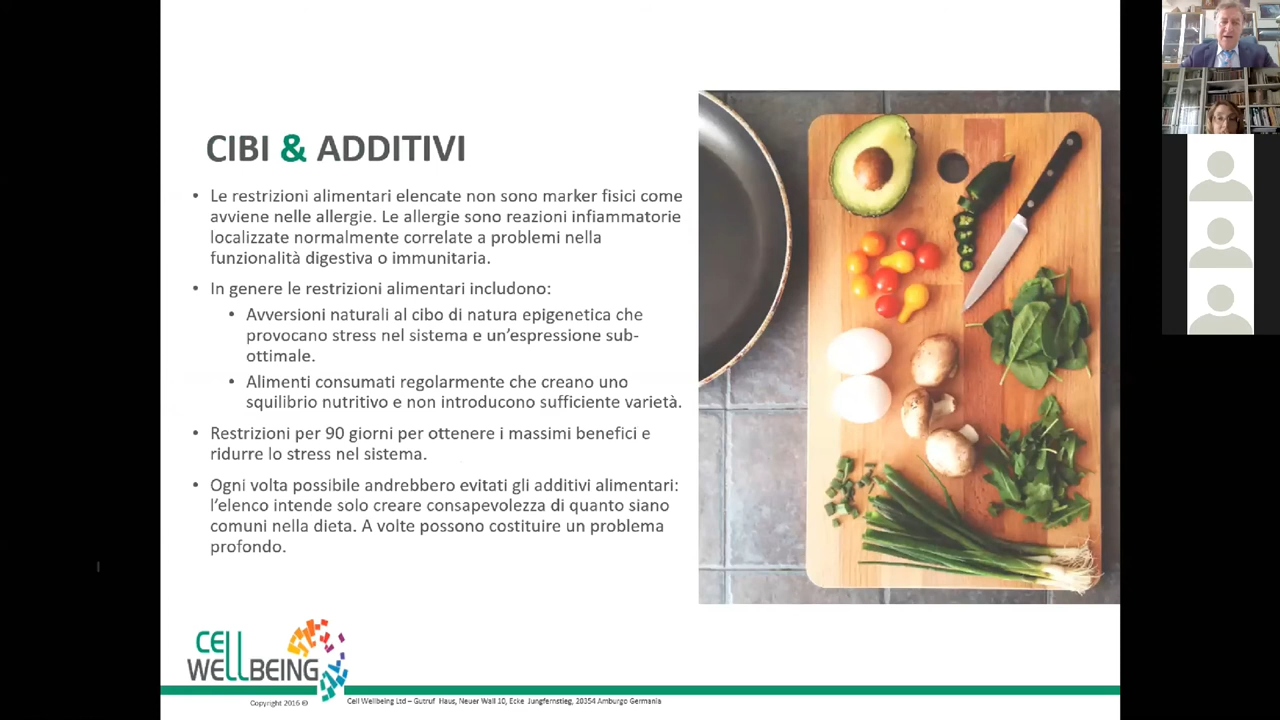 CIBI & ADDITIVI
• Le restrizioni alimentari elencate non sono marker fisici come
avviene nelle allergie. Le allergie sono reazioni infiammatorie
localizzate normalmente correlate a problemi nella
funzionalità digestiva o immunitaria.
• In genere le restrizioni alimentari includono:
• Avversioni naturali al cibo di natura epigenetica che
provocano stress nel sistema e un'espressione sub-
ottimale.
• Alimenti consumati regolarmente che creano uno
squilibrio nutritivo e non introducono sufficiente varietà.
• Restrizioni per 90 giorni per ottenere i massimi benefici e
ridurre lo stress nel sistema.
• Ogni volta possibile andrebbero evitati gli additivi alimentari:
l'elenco intende solo creare consapevolezza di quanto siano
comuni nella dieta. A volte possono costituire un problema
profondo.
CELL
WELLBEING
Copyright 2016 ©
Cell Wellbeing Ltd – Gutruf Haus, Neuer Wall 10, Ecke Jungfernstieg, 20354 Amburgo Germania